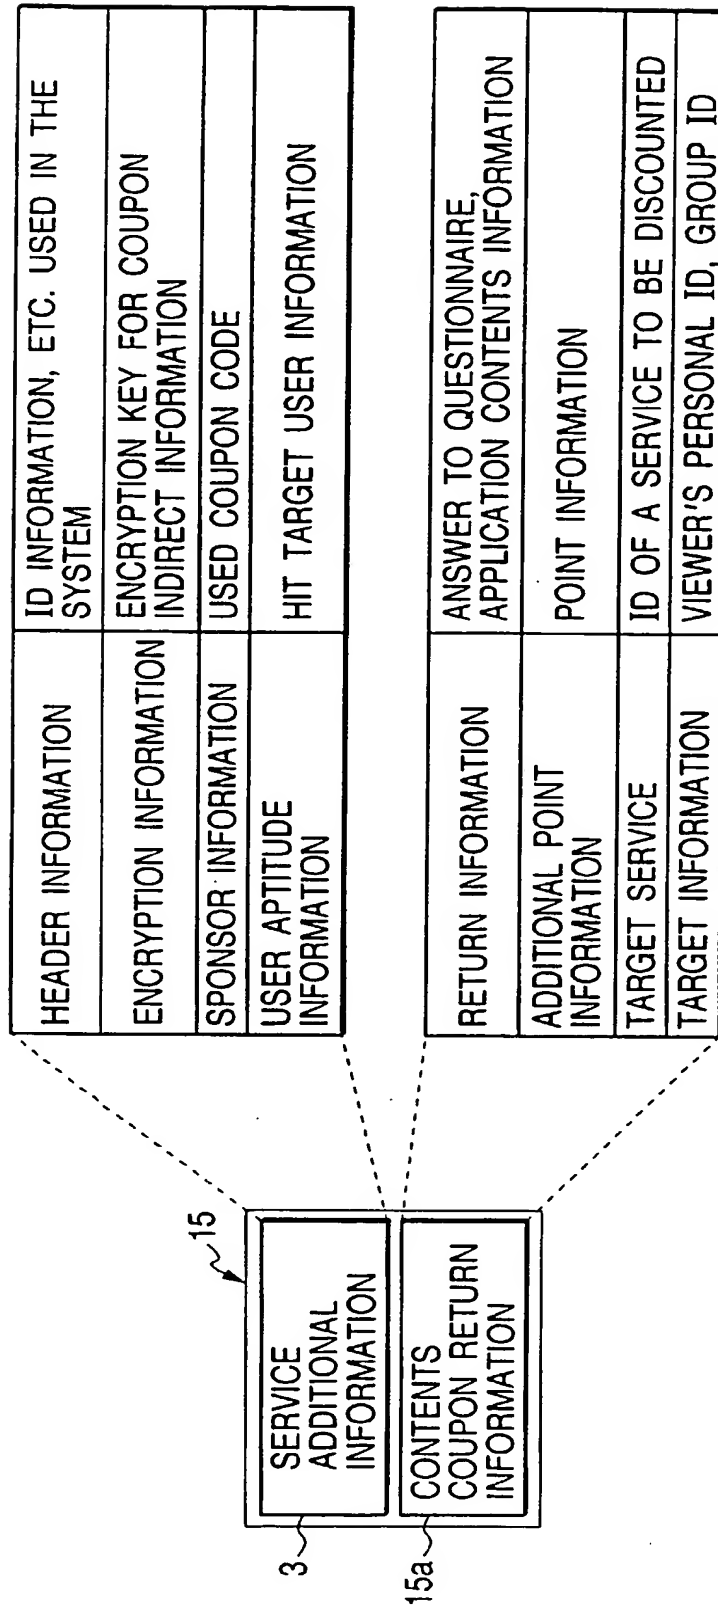 15
3
SERVICE
ADDITIONAL
INFORMATION
15a
CONTENTS
COUPON RETURN
INFORMATION
HEADER INFORMATION
ID INFORMATION, ETC. USED IN THE
SYSTEM
ENCRYPTION INFORMATION
ENCRYPTION KEY FOR COUPON
INDIRECT INFORMATION
SPONSOR INFORMATION
USED COUPON CODE
USER APTITUDE
INFORMATION
HIT TARGET USER INFORMATION
RETURN INFORMATION
ANSWER TO QUESTIONNAIRE,
APPLICATION CONTENTS INFORMATION
ADDITIONAL POINT
INFORMATION
POINT INFORMATION
TARGET SERVICE
ID OF A SERVICE TO BE DISCOUNTED
TARGET INFORMATION
VIEWER'S PERSONAL ID, GROUP ID